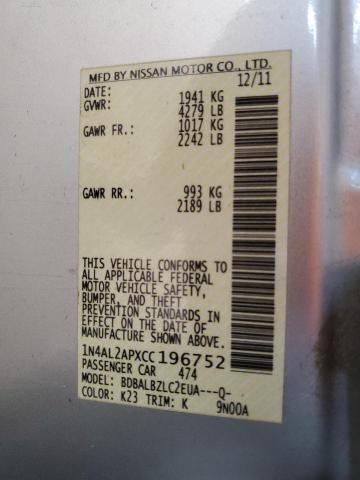 MFD BY NISSAN MOTOR CO., LTD.
DATE: 12/11
GVWR: 1941 KG
4279 LB
GAWR FR.: 1017 KG
2242 LB
GAWR RR.: 993 KG
2189 LB
THIS VEHICLE CONFORMS TO
ALL APPLICABLE FEDERAL
MOTOR VEHICLE SAFETY,
BUMPER, AND THEFT
PREVENTION STANDARDS IN
EFFECT ON THE DATE OF
MANUFACTURE SHOWN ABOVE.
1N4AL2APXCC196752
PASSENGER CAR 474
MODEL: BDBALBZLC2EUA---Q-
COLOR: K23 TRIM: K 9N00A